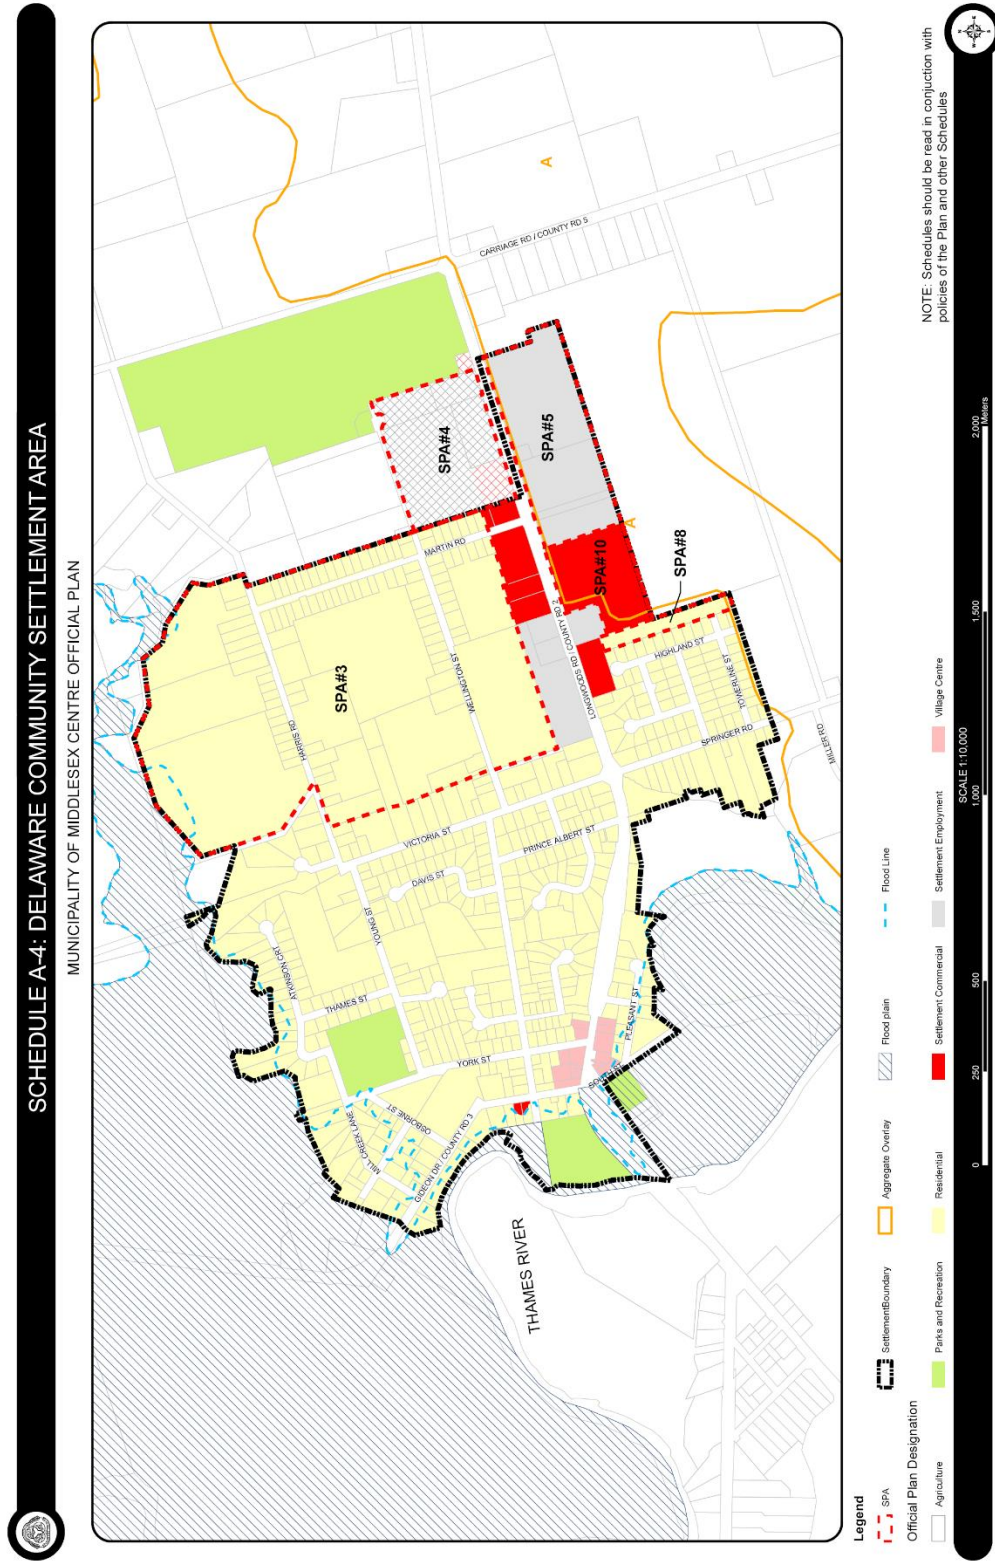 SCHEDULE A-4: DELAWARE COMMUNITY SETTLEMENT AREA
MUNICIPALITY OF MIDDLESEX CENTRE OFFICIAL PLAN
A
CARRIAGE RD / COUNTY RD 5
SPA#4
SPA#5
MARTIN RD
SPA#3
HARRIS RD
WELLINGTON ST
LONGWOODS RD / COUNTY RD 2
SPA#10
A
SPA#8
HIGHLAND ST
TOWERLINE ST
SPRINGER RD
MILLER RD
VICTORIA ST
PRINCE ALBERT ST
DAVIS ST
YOUNG ST
ATKINSON CRT
THAMES ST
YORK ST
PLEASANT ST
OSBORNE ST
MILL CREEK LANE
GIDEON DR / COUNTY RD 3
THAMES RIVER
Legend
SPA
SettlementBoundary
Aggregate Overlay
Flood plain
Flood Line
Official Plan Designation
Agriculture
Parks and Recreation
Residential
Settlement Commercial
Settlement Employment
Village Centre
NOTE: Schedules should be read in conjuction with
policies of the Plan and other Schedules
SCALE 1:10,000
0
250
500
1,000
1,500
2,000
Meters